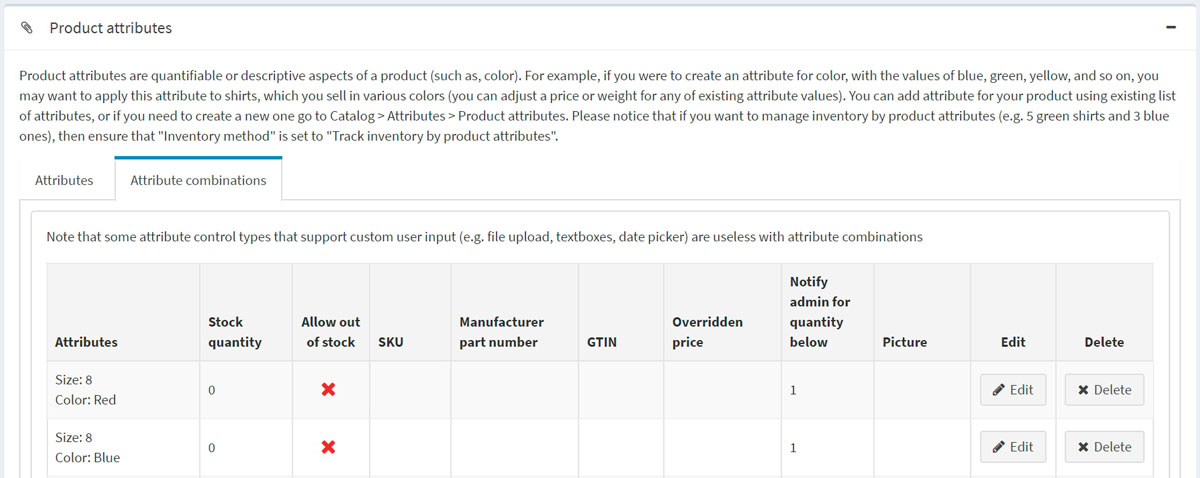 Product attributes
Product attributes are quantifiable or descriptive aspects of a product (such as, color). For example, if you were to create an attribute for color, with the values of blue, green, yellow, and so on, you
may want to apply this attribute to shirts, which you sell in various colors (you can adjust a price or weight for any of existing attribute values). You can add attribute for your product using existing list
of attributes, or if you need to create a new one go to Catalog > Attributes > Product attributes. Please notice that if you want to manage inventory by product attributes (e.g. 5 green shirts and 3 blue
ones), then ensure that "Inventory method" is set to "Track inventory by product attributes".
Attributes Attribute combinations
Note that some attribute control types that support custom user input (e.g. file upload, textboxes, date picker) are useless with attribute combinations
Notify
admin for
Stock Allow out Manufacturer Overridden quantity
Attributes quantity of stock SKU part number GTIN price below Picture Edit Delete
Size: 8
0 1 Edit Delete
Color: Red
Size: 8
0 1 Edit Delete
Color: Blue